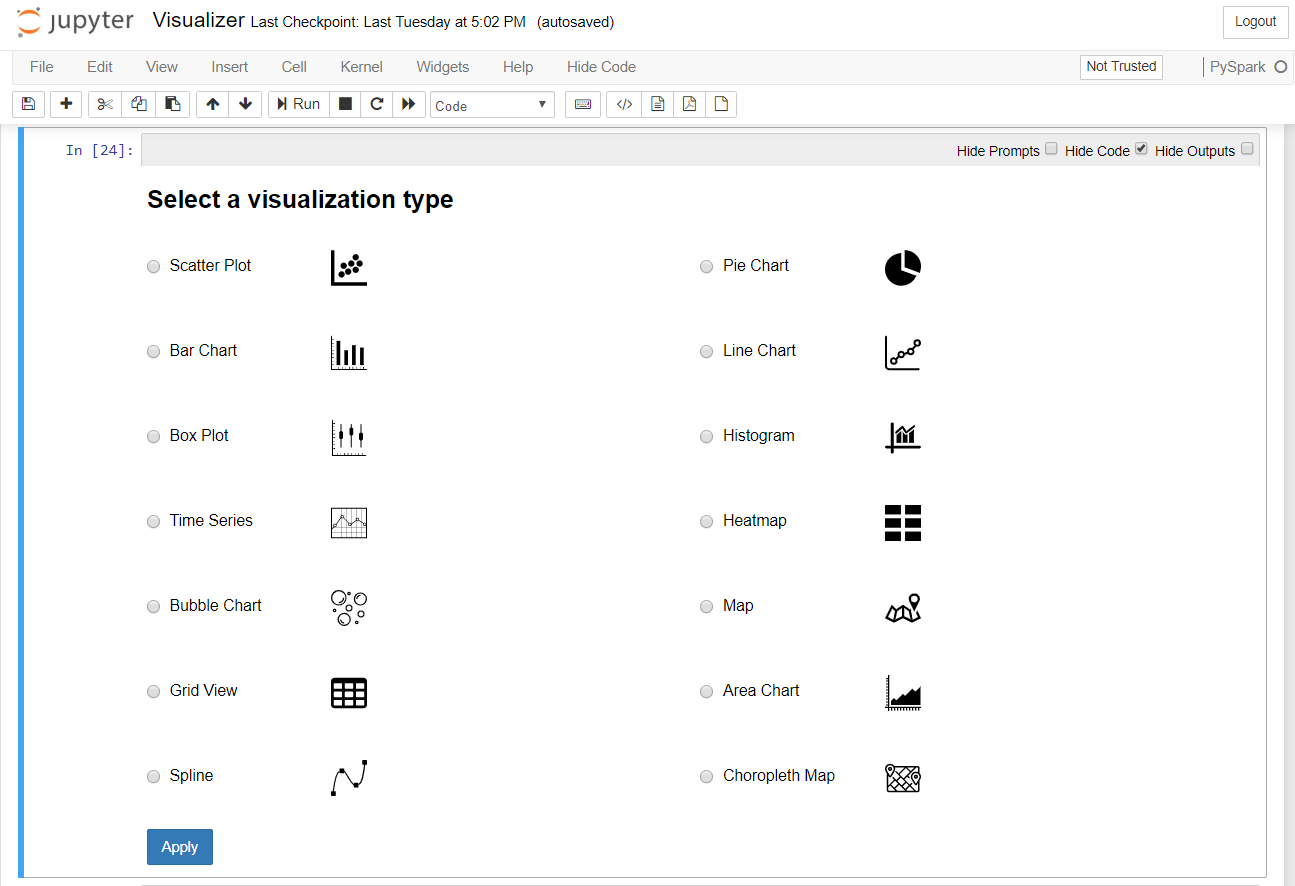 jupyter Visualizer Last Checkpoint: Last Tuesday at 5:02 PM (autosaved) Logout
File Edit View Insert Cell Kernel Widgets Help Hide Code Not Trusted PySpark
Run Code
In [24]: Hide Prompts Hide Code Hide Outputs
Select a visualization type
Scatter Plot Pie Chart
Bar Chart Line Chart
Box Plot Histogram
Time Series Heatmap
Bubble Chart Map
Grid View Area Chart
Spline Choropleth Map
Apply